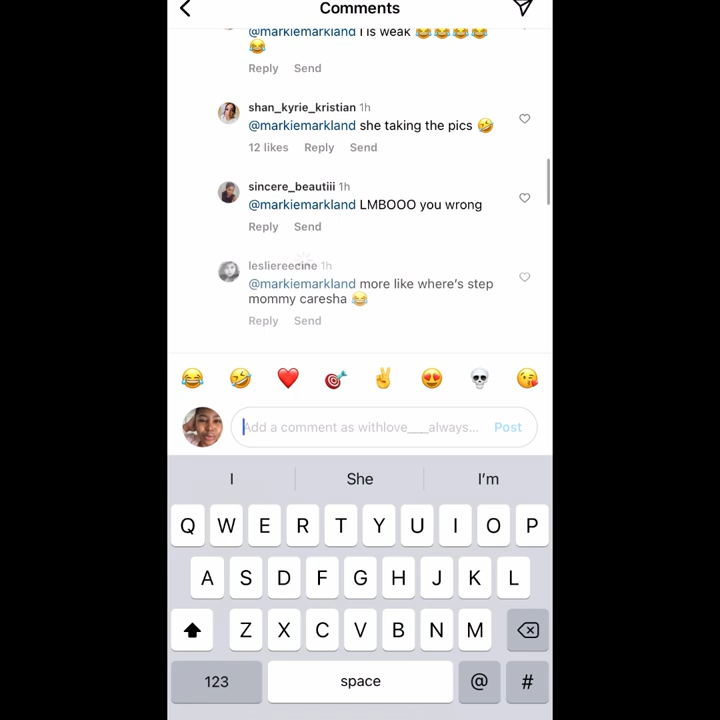 Comments
@markiemarkland I is weak 😂😂😂😂
😂
Reply Send
shan_kyrie_kristian 1h
@markiemarkland she taking the pics 🤣
12 likes Reply Send
sincere_beautiii 1h
@markiemarkland LMBOOO you wrong
Reply Send
lesliereecine 1h
@markiemarkland more like where's step
mommy caresha 😂
Reply Send
Add a comment as withlove___always... Post
I She I'm
Q W E R T Y U I O P
A S D F G H J K L
Z X C V B N M
123 space @ #